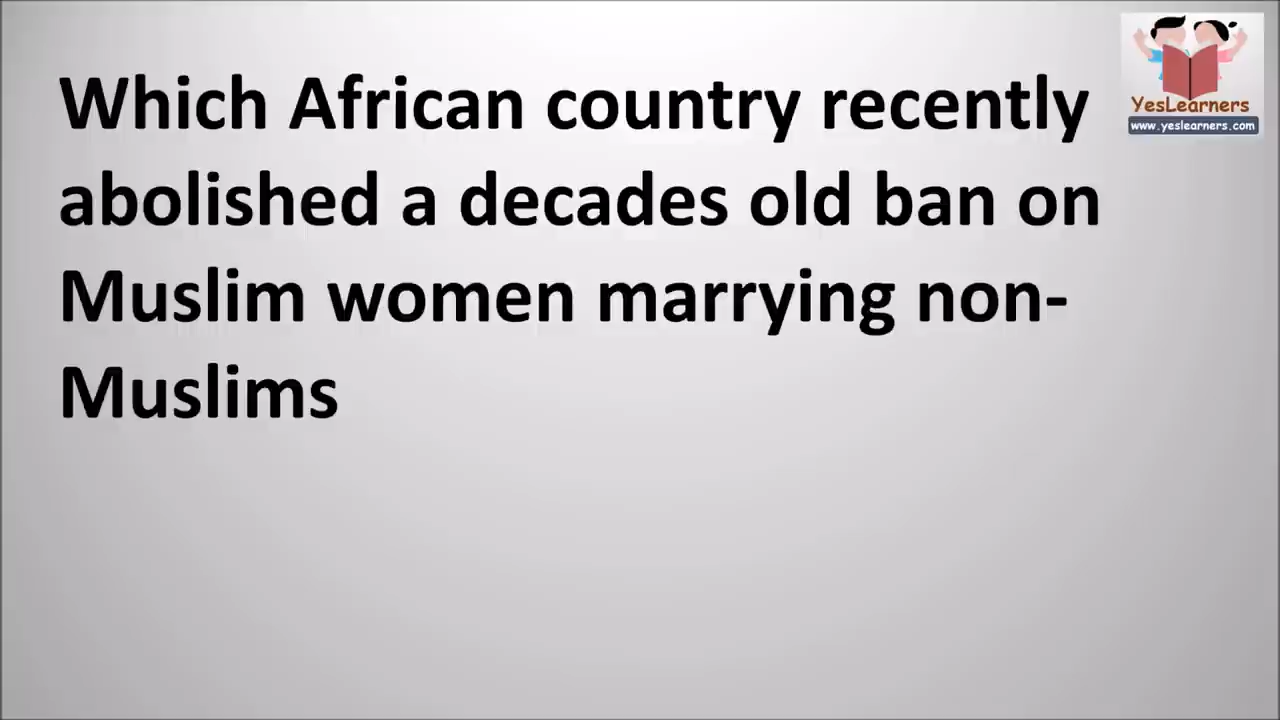 Which African country recently
abolished a decades old ban on
Muslim women marrying non-
Muslims
YesLearners
www.yeslearners.com